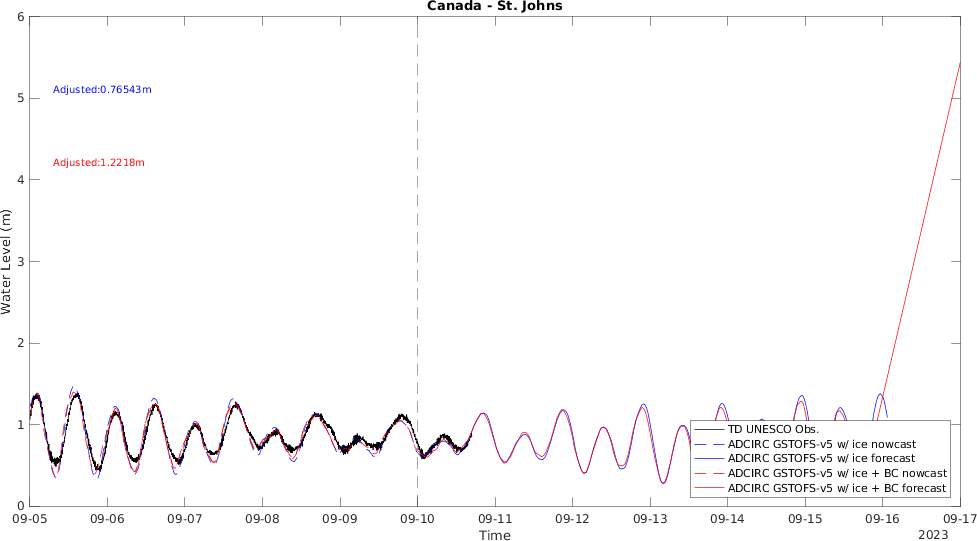 Canada - St. Johns
6
5
4
3
2
1
0
Water Level (m)
Adjusted:0.76543m
Adjusted:1.2218m
TD UNESCO Obs.
ADCIRC GSTOFS-v5 w/ ice nowcast
ADCIRC GSTOFS-v5 w/ ice forecast
ADCIRC GSTOFS-v5 w/ ice + BC nowcast
ADCIRC GSTOFS-v5 w/ ice + BC forecast
09-05 09-06 09-07 09-08 09-09 09-10 09-11 09-12 09-13 09-14 09-15 09-16 09-17
Time
2023